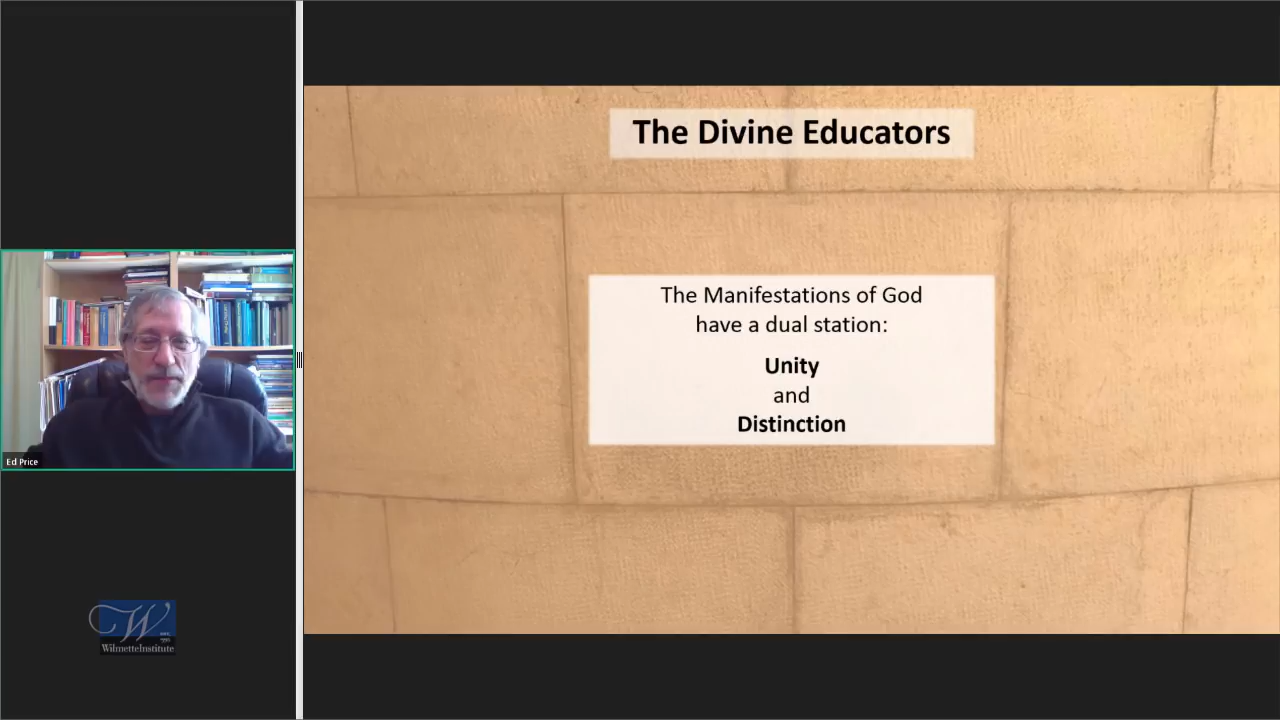 The Divine Educators
The Manifestations of God
have a dual station:
Unity
and
Distinction
Ed Price
W
WilmetteInstitute